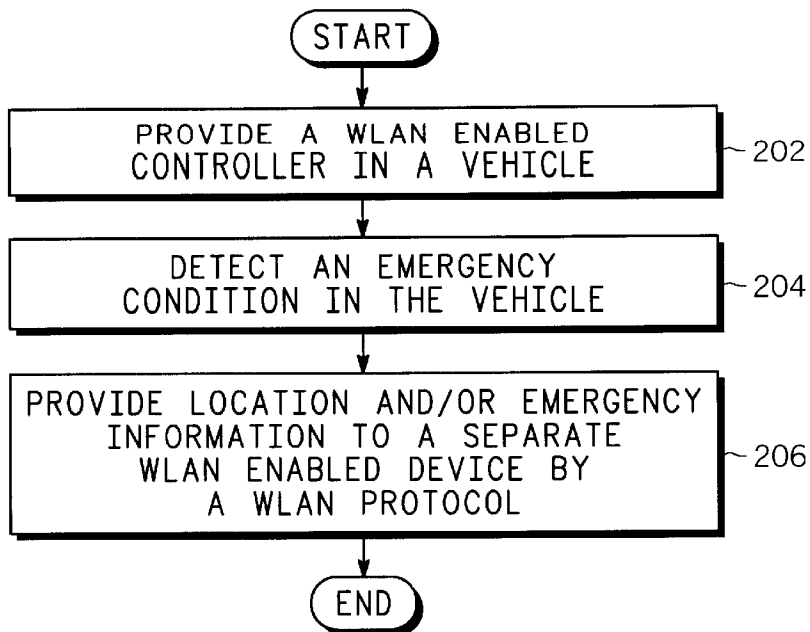 START
PROVIDE A WLAN ENABLED
CONTROLLER IN A VEHICLE
202
DETECT AN EMERGENCY
CONDITION IN THE VEHICLE
204
PROVIDE LOCATION AND/OR EMERGENCY
INFORMATION TO A SEPARATE
WLAN ENABLED DEVICE BY
A WLAN PROTOCOL
206
END